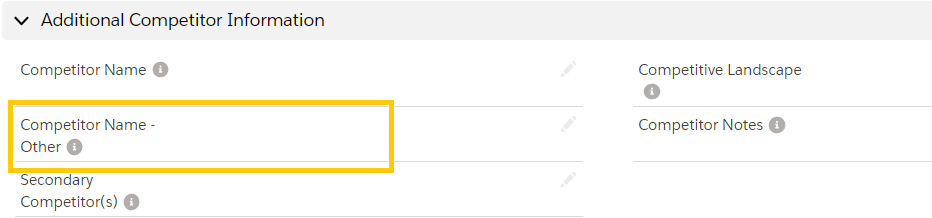 Additional Competitor Information
Competitor Name
Competitive Landscape
Competitor Name -
Other
Competitor Notes
Secondary
Competitor(s)